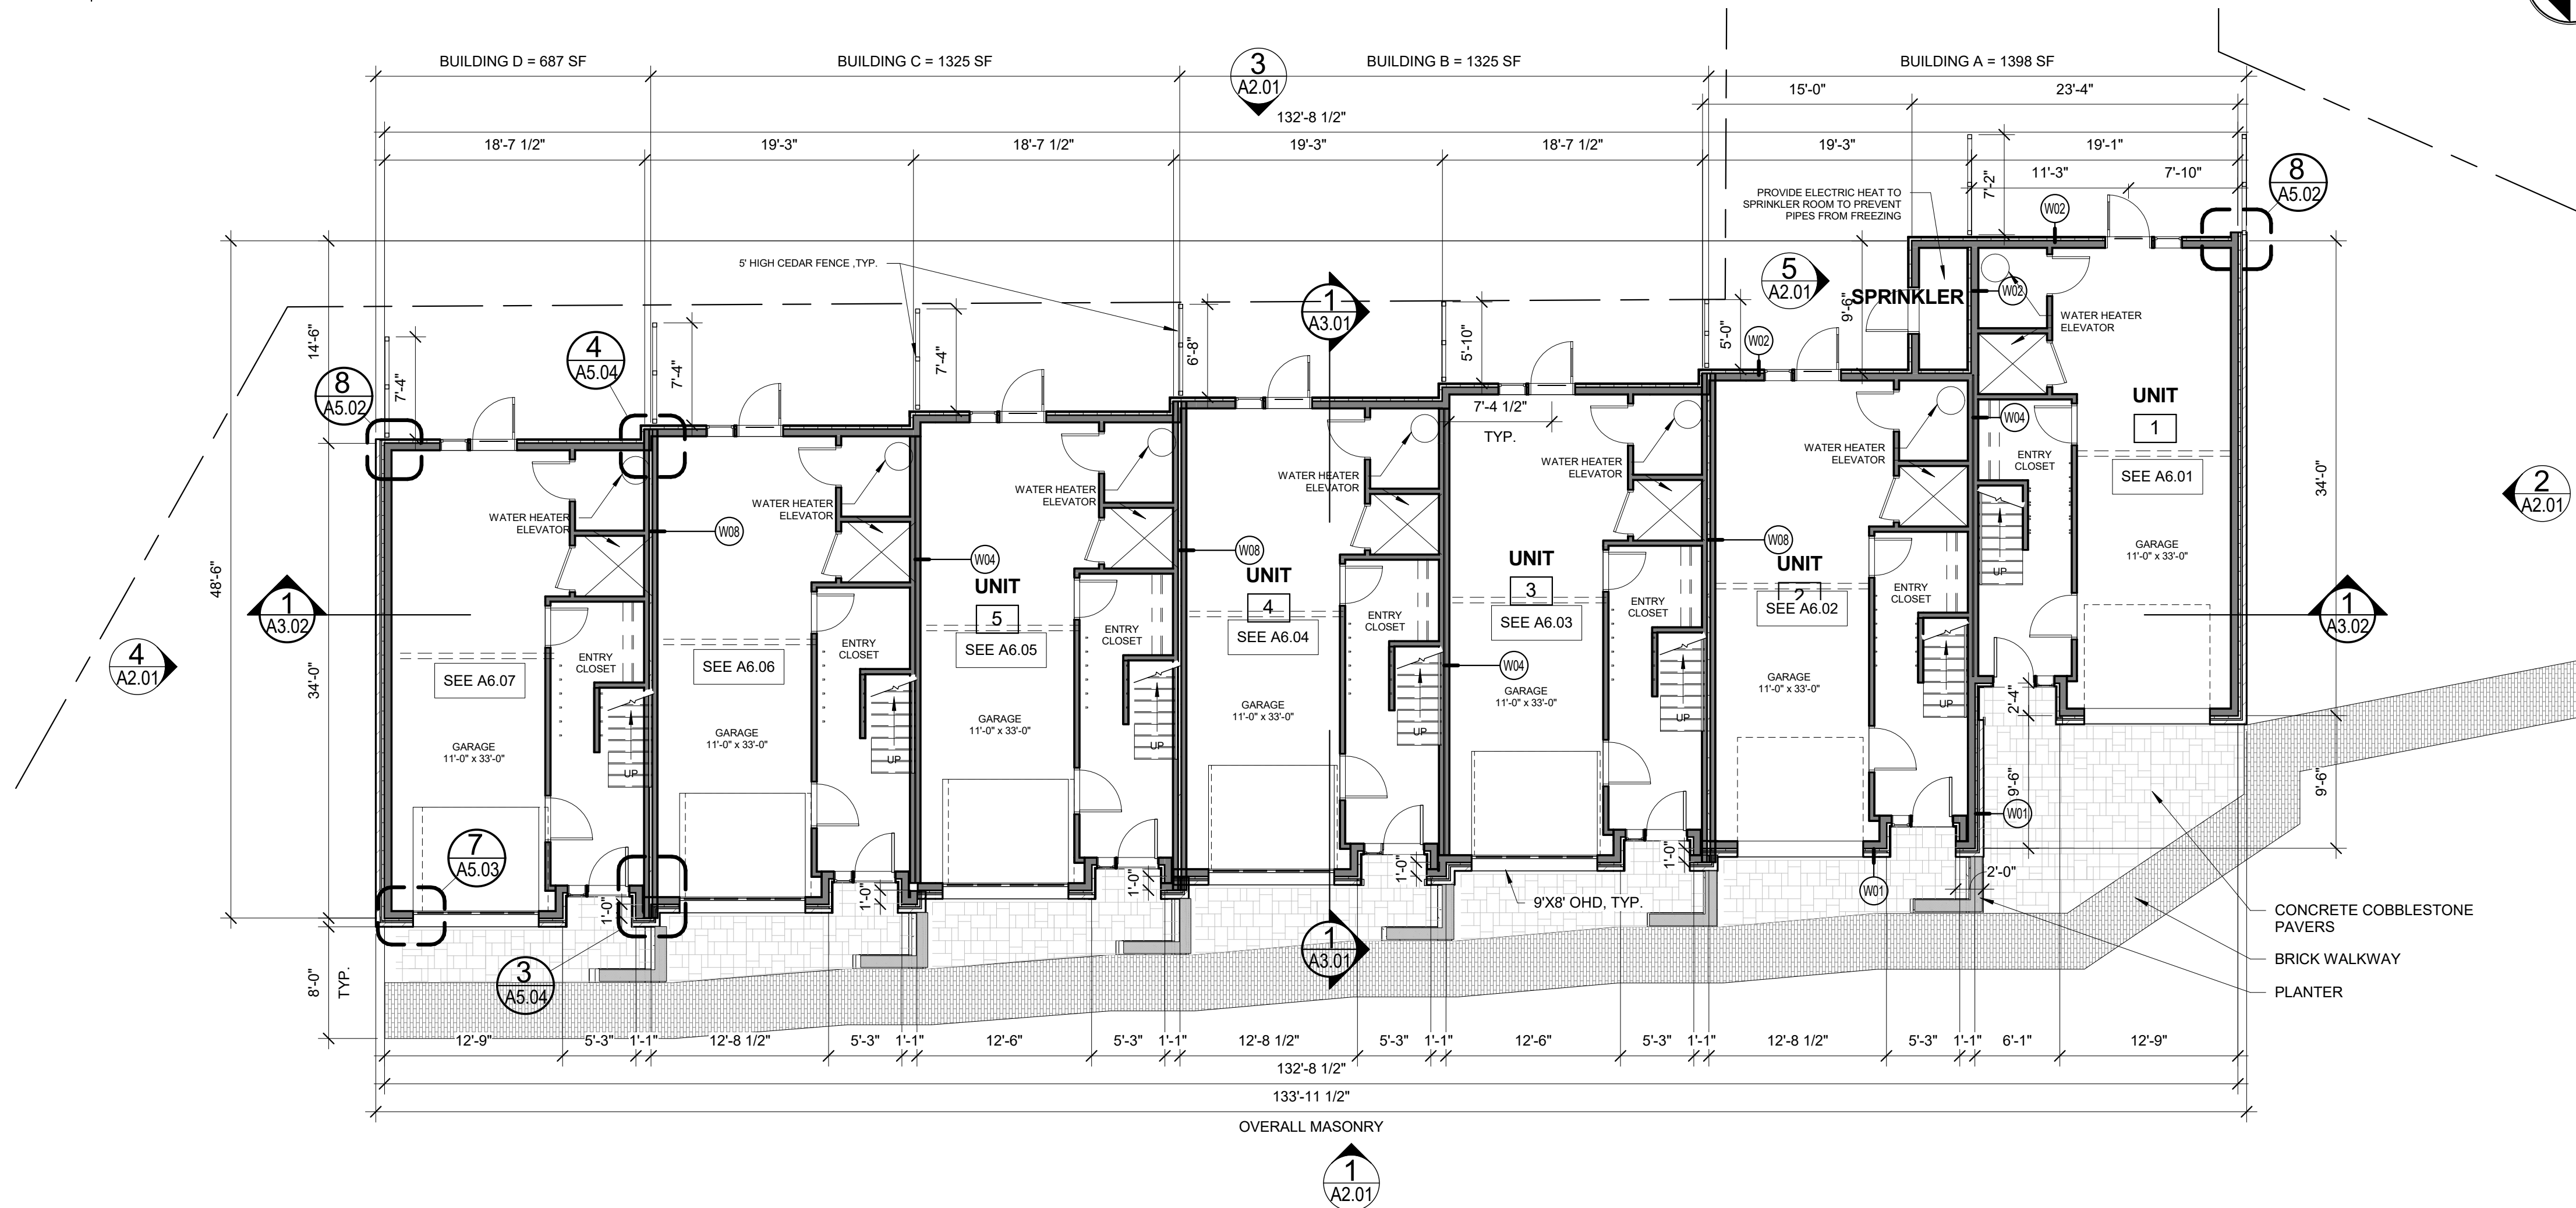 BUILDING D = 687 SF
BUILDING C = 1325 SF
3
A2.01
BUILDING B = 1325 SF
BUILDING A = 1398 SF
15'-0"
23'-4"
132'-8 1/2"
18'-7 1/2"
19'-3"
18'-7 1/2"
19'-3"
18'-7 1/2"
19'-3"
19'-1"
11'-3"
7'-10"
7'-2"
8
A5.02
PROVIDE ELECTRIC HEAT TO
SPRINKLER ROOM TO PREVENT
PIPES FROM FREEZING
W02
5' HIGH CEDAR FENCE ,TYP.
1
A3.01
5
A2.01
SPRINKLER
W02
9'-6"
WATER HEATER
ELEVATOR
14'-6"
7'-4"
4
A5.04
7'-4"
7'-4"
6'-8"
5'-10"
5'-0"
W02
8
A5.02
7'-4 1/2"
TYP.
UNIT
1
W04
ENTRY
CLOSET
SEE A6.01
34'-0"
2
A2.01
WATER HEATER
ELEVATOR
WATER HEATER
ELEVATOR
WATER HEATER
ELEVATOR
WATER HEATER
ELEVATOR
WATER HEATER
ELEVATOR
WATER HEATER
ELEVATOR
W08
W04
W08
W08
GARAGE
11'-0" x 33'-0"
48'-6"
UNIT
5
UNIT
4
UNIT
3
UNIT
2
UP
1
A3.02
1
A3.02
ENTRY
CLOSET
ENTRY
CLOSET
ENTRY
CLOSET
ENTRY
CLOSET
ENTRY
CLOSET
ENTRY
CLOSET
SEE A6.07
SEE A6.06
SEE A6.05
SEE A6.04
SEE A6.03
SEE A6.02
4
A2.01
34'-0"
W04
GARAGE
11'-0" x 33'-0"
GARAGE
11'-0" x 33'-0"
GARAGE
11'-0" x 33'-0"
GARAGE
11'-0" x 33'-0"
GARAGE
11'-0" x 33'-0"
GARAGE
11'-0" x 33'-0"
UP
UP
UP
UP
UP
UP
2'-4"
9'-6"
9'-6"
W01
7
A5.03
1'-0"
1'-0"
1'-0"
1'-0"
1'-0"
W01
2'-0"
9'X8' OHD, TYP.
CONCRETE COBBLESTONE
PAVERS
BRICK WALKWAY
PLANTER
1
A3.01
3
A5.04
8'-0"
TYP.
12'-9"
5'-3"
1'-1"
12'-8 1/2"
5'-3"
1'-1"
12'-6"
5'-3"
1'-1"
12'-8 1/2"
5'-3"
1'-1"
12'-6"
5'-3"
1'-1"
12'-8 1/2"
5'-3"
1'-1"
6'-1"
12'-9"
132'-8 1/2"
133'-11 1/2"
OVERALL MASONRY
1
A2.01